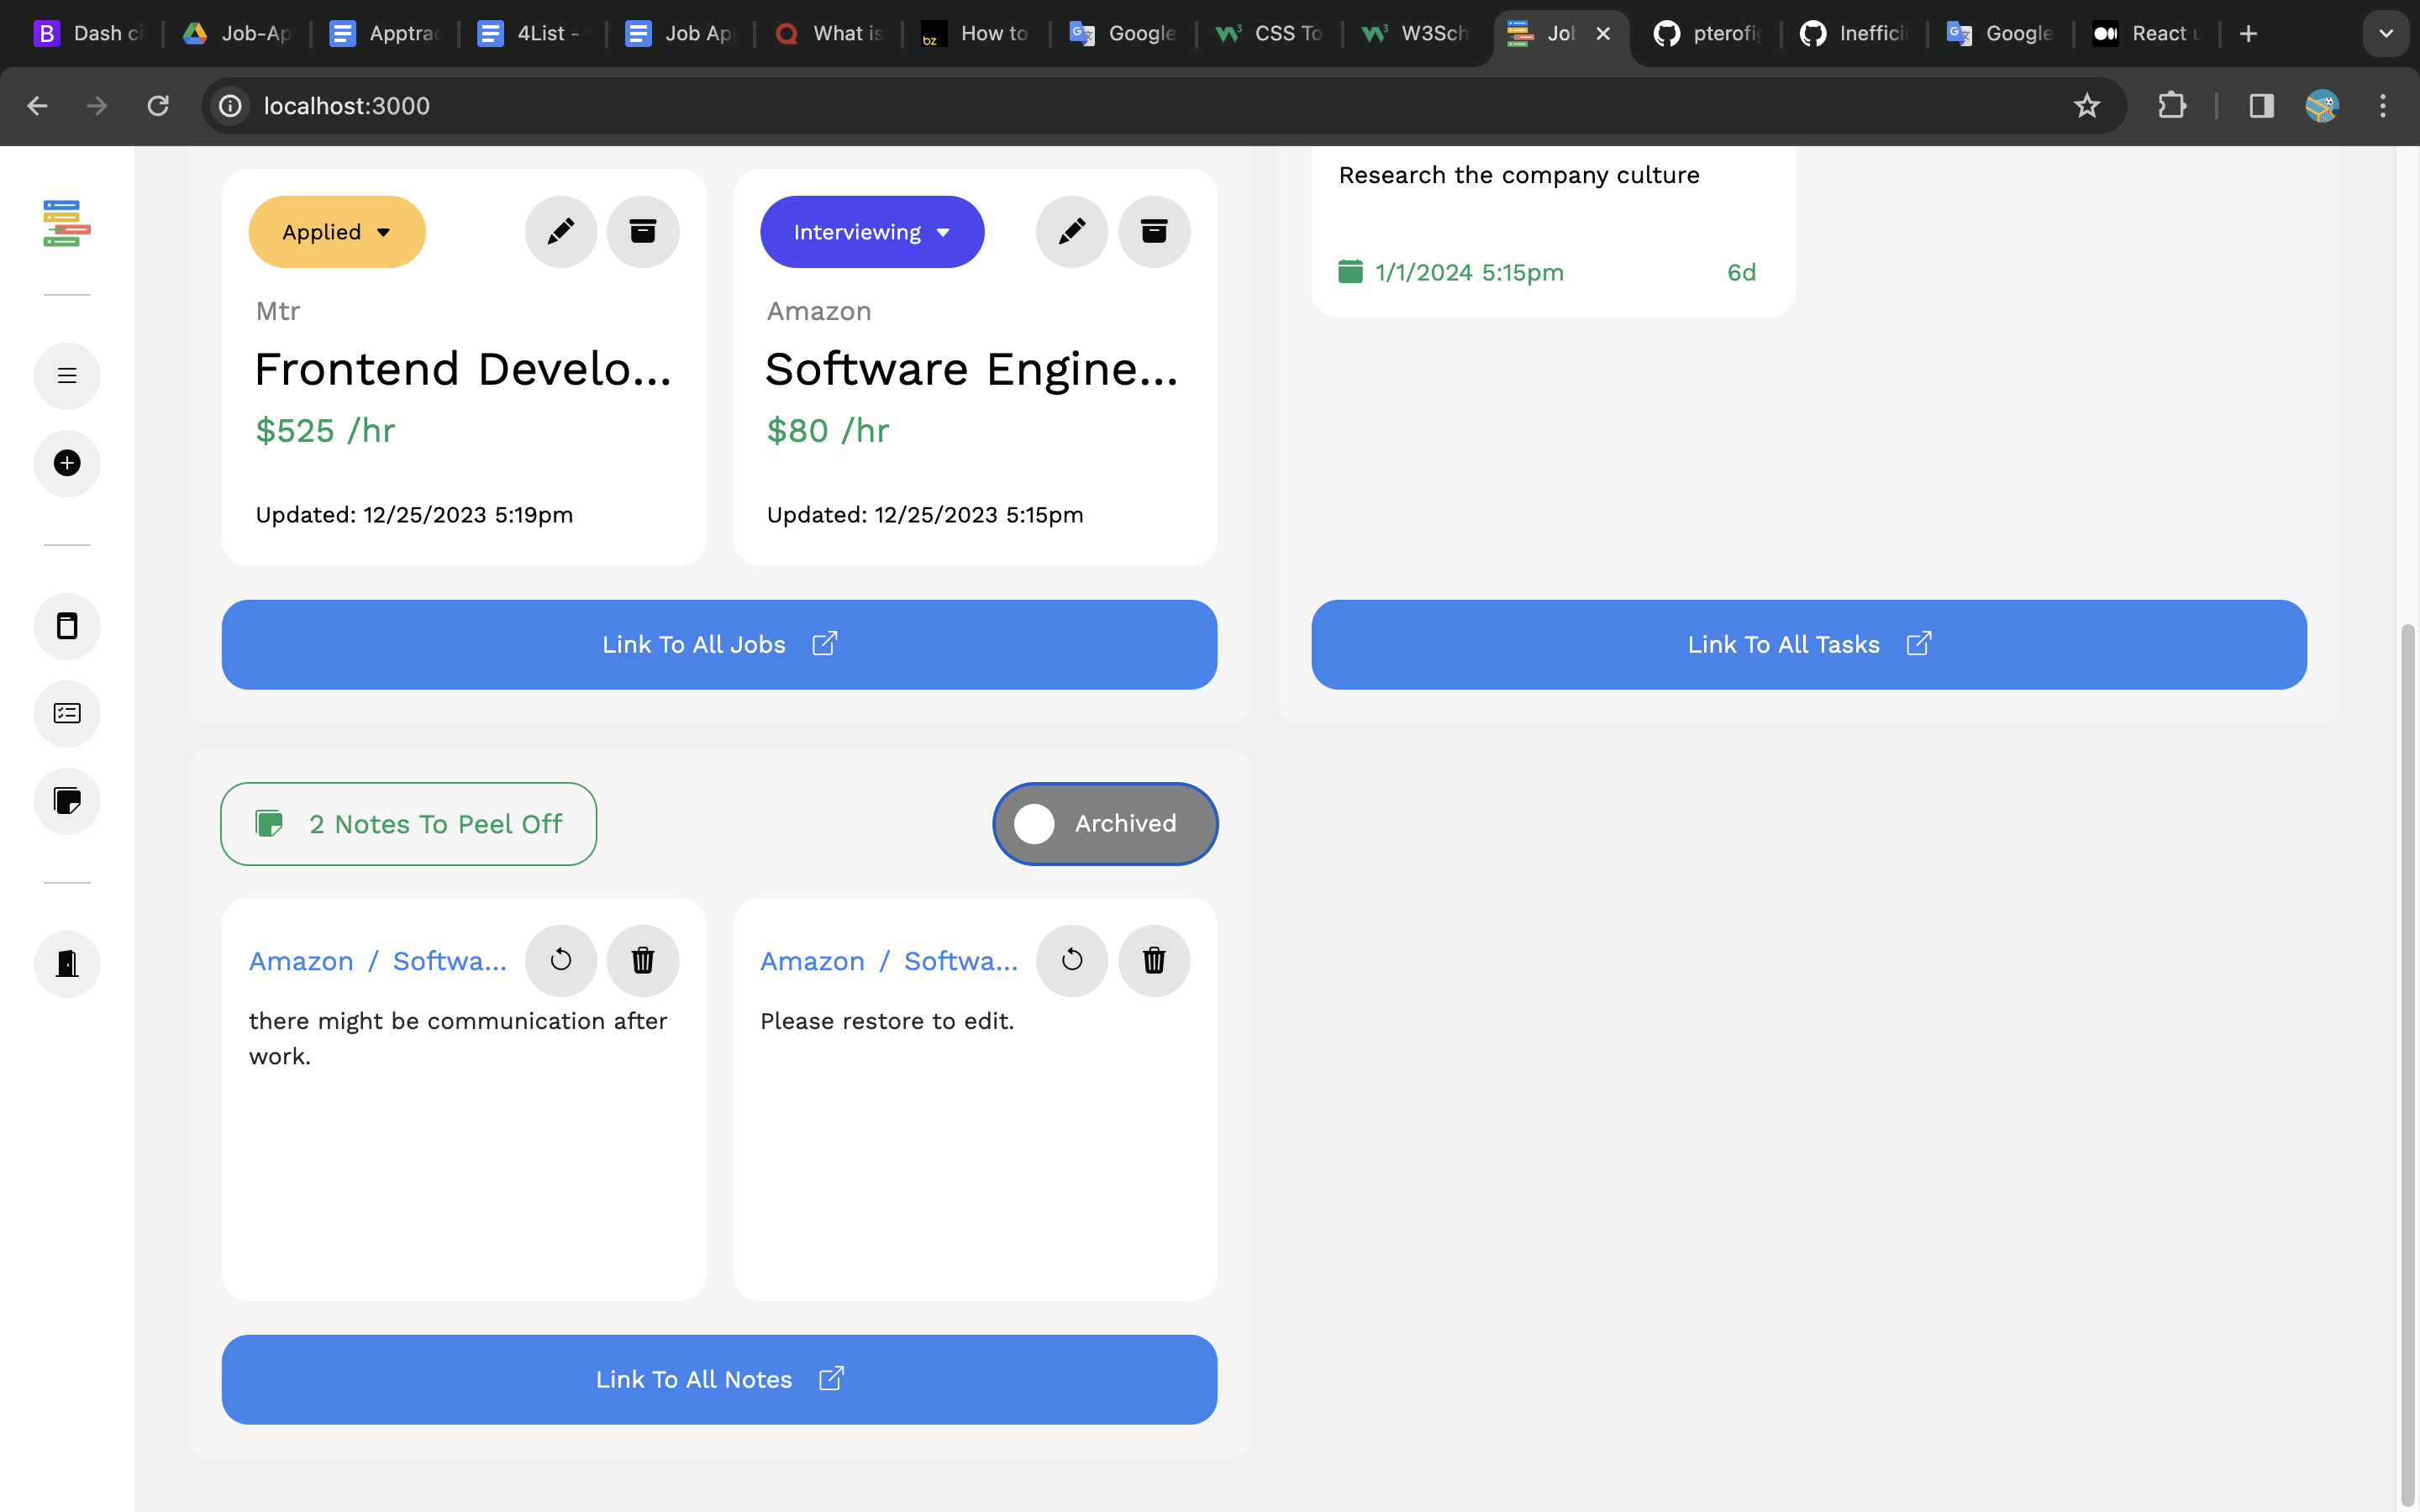 B Dash ci
Job-Ap
Apptra
4List -
Job Ap
What is
bz How to
Google
CSS To
W3Sch
Job
pterofig
Ineffici
Google
React u
localhost:3000
Applied
Mtr
Frontend Develo...
$525 /hr
Updated: 12/25/2023 5:19pm
Interviewing
Amazon
Software Engine...
$80 /hr
Updated: 12/25/2023 5:15pm
Link To All Jobs
Research the company culture
1/1/2024 5:15pm 6d
Link To All Tasks
2 Notes To Peel Off
Archived
Amazon / Softwa...
there might be communication after
work.
Amazon / Softwa...
Please restore to edit.
Link To All Notes